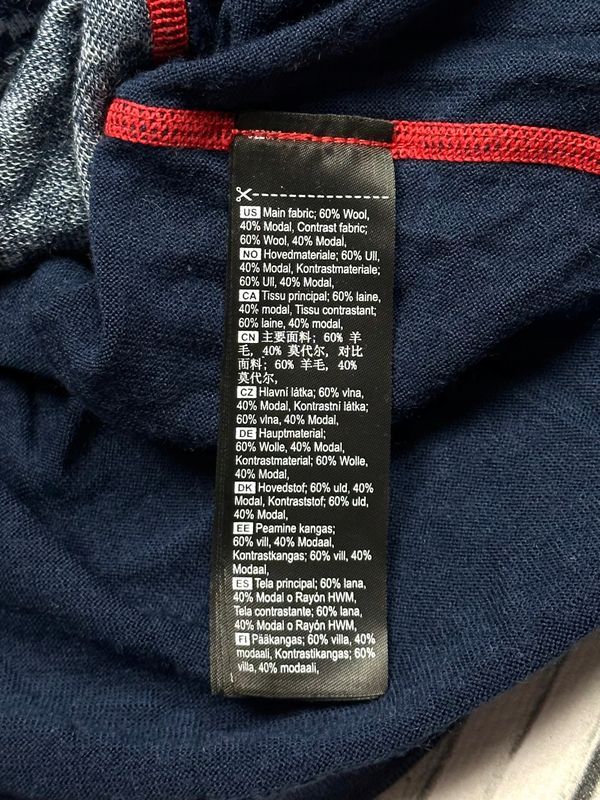 US Main fabric; 60% Wool,
40% Modal, Contrast fabric;
60% Wool, 40% Modal,
NO Hovedmateriale; 60% Ull,
40% Modal, Kontrastmateriale;
60% Ull, 40% Modal,
CA Tissu principal; 60% laine,
40% modal, Tissu contrastant;
60% laine, 40% modal,
CN 主要面料; 60% 羊
毛, 40% 莫代尔, 对比
面料; 60% 羊毛, 40%
莫代尔,
CZ Hlavní látka; 60% vlna,
40% Modal, Kontrastní látka;
60% vlna, 40% Modal,
DE Hauptmaterial;
60% Wolle, 40% Modal,
Kontrastmaterial; 60% Wolle,
40% Modal,
DK Hovedstof; 60% uld, 40%
Modal, Kontraststof; 60% uld,
40% Modal,
EE Peamine kangas;
60% vill, 40% Modaal,
Kontrastkangas; 60% vill, 40%
Modaal,
ES Tela principal; 60% lana,
40% Modal o Rayón HWM,
Tela contrastante; 60% lana,
40% Modal o Rayón HWM,
FI Pääkangas; 60% villa, 40%
modaali, Kontrastikangas; 60%
villa, 40% modaali,